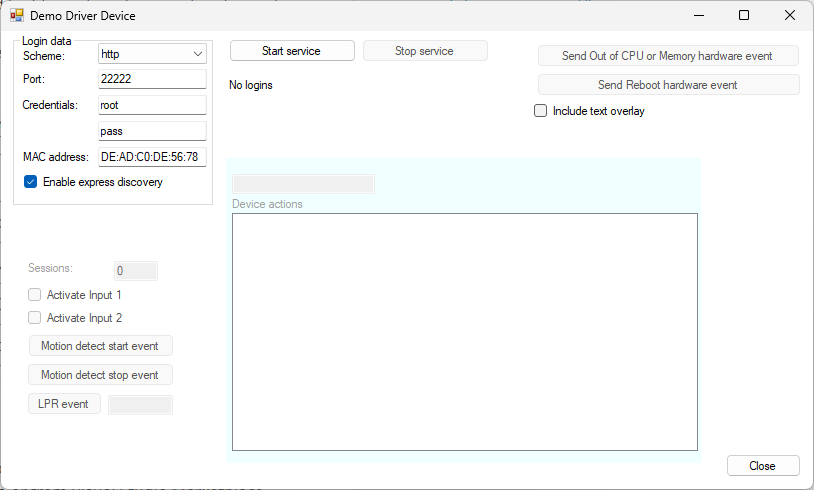 Demo Driver Device
Login data
Scheme:
http
Port:
22222
Credentials:
root
pass
MAC address:
DE:AD:C0:DE:56:78
Enable express discovery
Start service
Stop service
No logins
Send Out of CPU or Memory hardware event
Send Reboot hardware event
Include text overlay
Device actions
Sessions:
0
Activate Input 1
Activate Input 2
Motion detect start event
Motion detect stop event
LPR event
Close